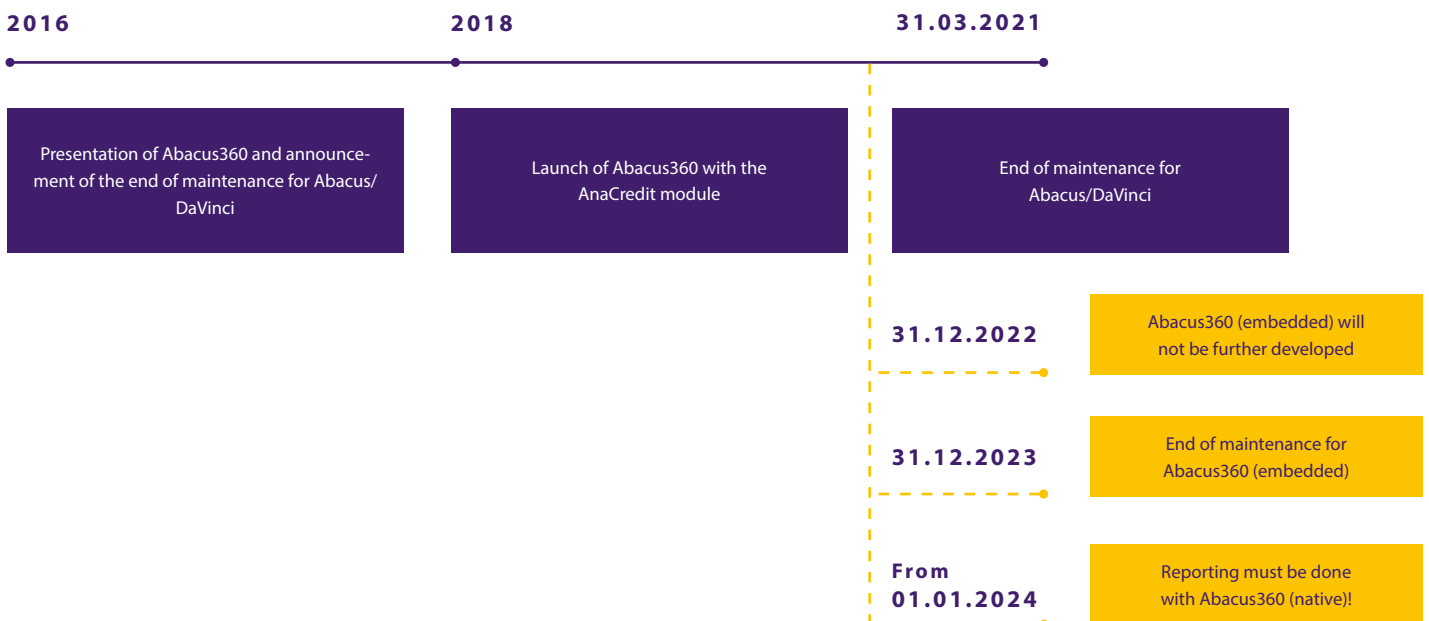 2016
2018
31.03.2021
Presentation of Abacus360 and announce-
ment of the end of maintenance for Abacus/
DaVinci
Launch of Abacus360 with the
AnaCredit module
End of maintenance for
Abacus/DaVinci
31.12.2022
Abacus360 (embedded) will
not be further developed
31.12.2023
End of maintenance for
Abacus360 (embedded)
From
01.01.2024
Reporting must be done
with Abacus360 (native)!